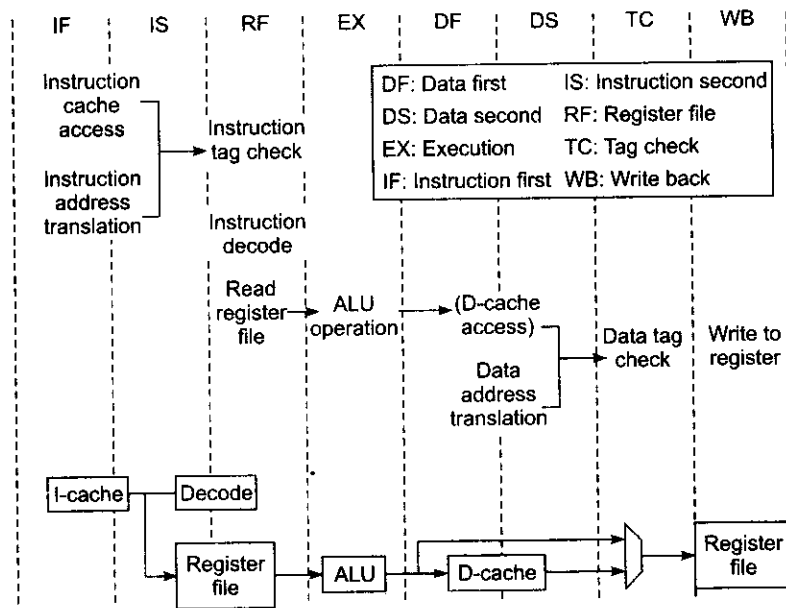 IF IS RF EX DF DS TC WB
DF: Data first IS: Instruction second
DS: Data second RF: Register file
EX: Execution TC: Tag check
IF: Instruction first WB: Write back
Instruction
cache
access
Instruction
address
translation
Instruction
tag check
Instruction
decode
Read
register
file
ALU
operation
(D-cache
access)
Data
address
translation
Data tag
check
Write to
register
I-cache
Decode
Register
file
ALU
D-cache
Register
file